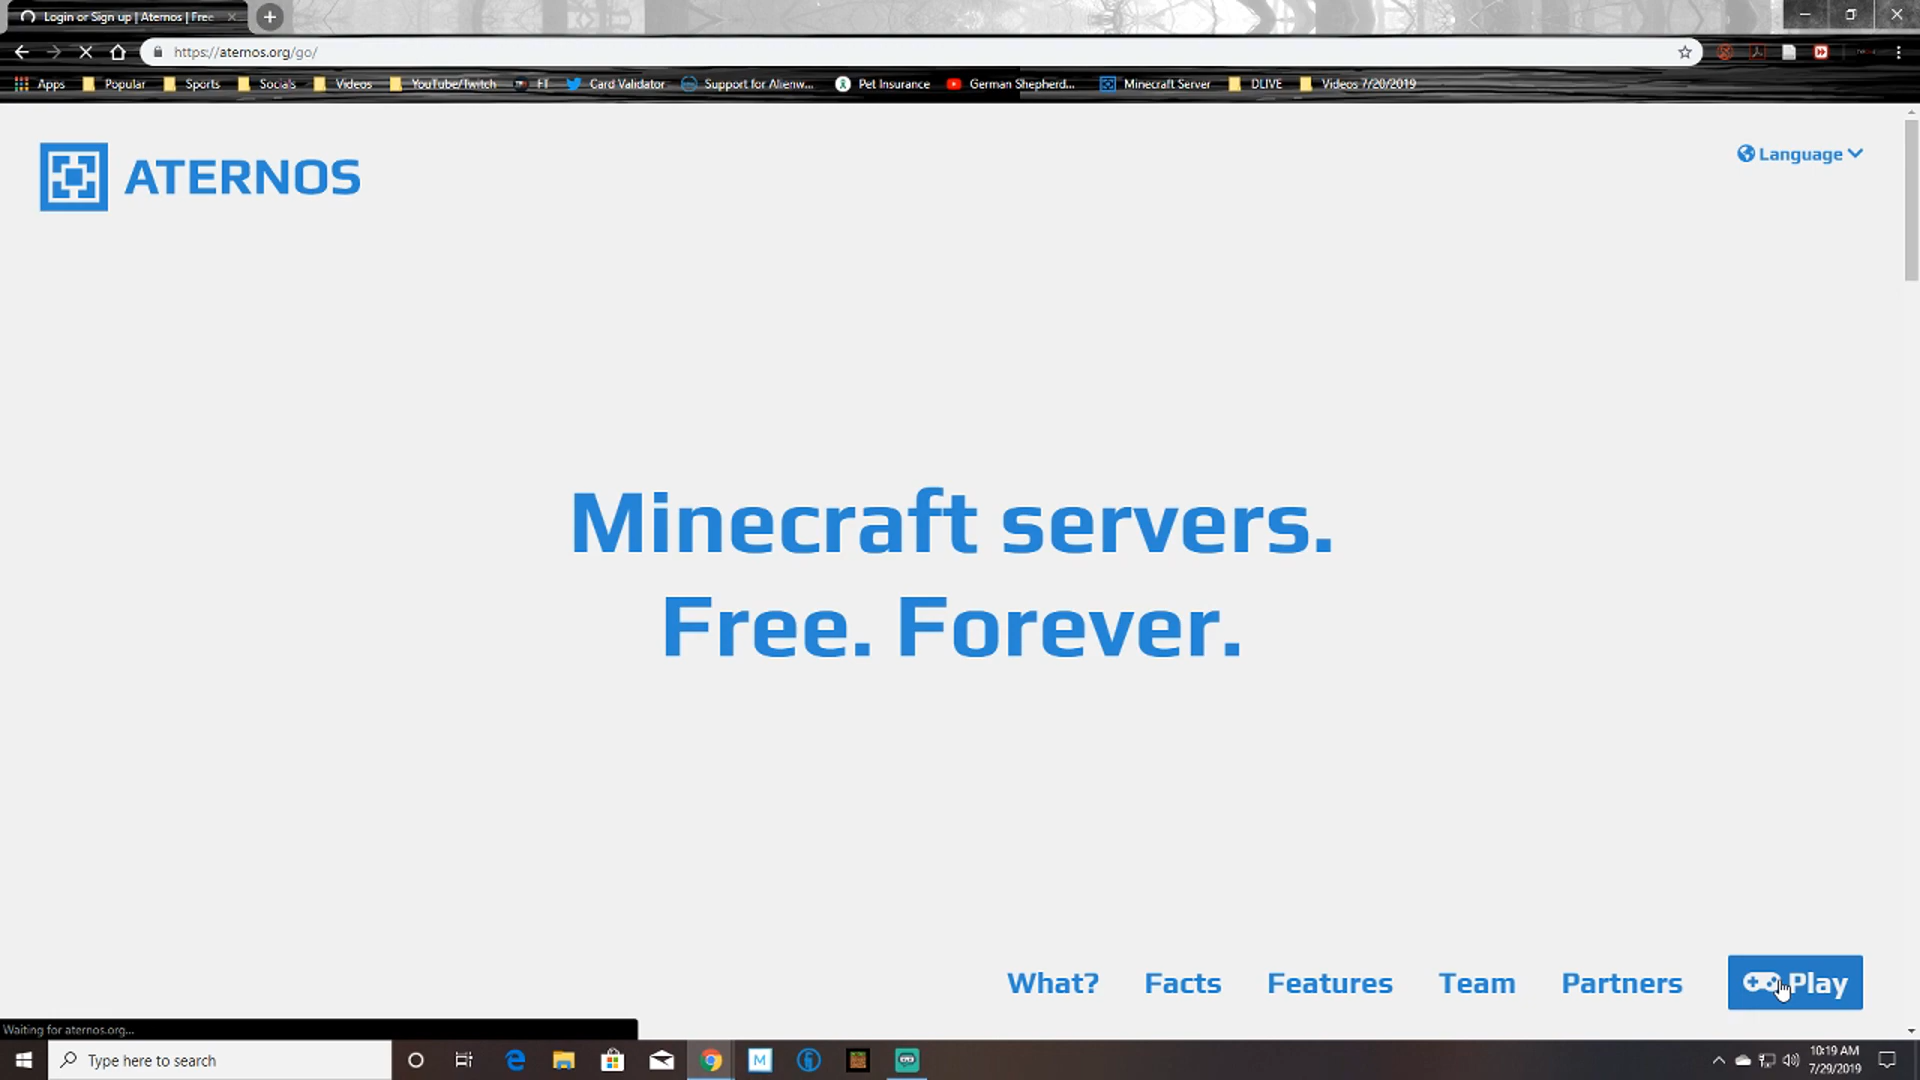 Login or Sign up | Aternos | Free
https://aternos.org/go/
Apps Popular Sports Socials Videos YouTube/Twitch FT Card Validator Support for Alienw... Pet Insurance German Shepherd... Minecraft Server DLIVE Videos 7/20/2019
ATERNOS
Language
Minecraft servers.
Free. Forever.
What? Facts Features Team Partners Play
Waiting for aternos.org...
Type here to search
10:19 AM
7/29/2019